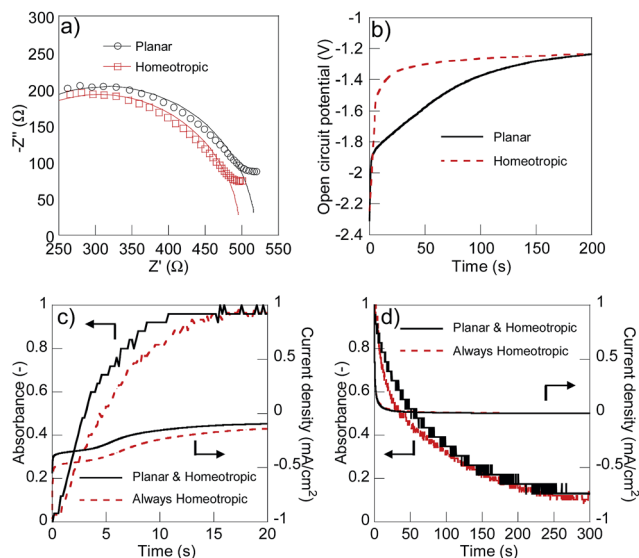 a)
Planar
Homeotropic
-Z'' (Ω)
300
250
200
150
100
50
0
250 300 350 400 450 500 550
Z' (Ω)
b)
Planar
Homeotropic
Open circuit potential (V)
-1
-1.2
-1.4
-1.6
-1.8
-2
-2.2
-2.4
0 50 100 150 200
Time (s)
c)
Absorbance (-)
1
0.8
0.6
0.4
0.2
0
Planar & Homeotropic
Always Homeotropic
1
0.5
0
-0.5
-1
Current density (mA/cm²)
0 5 10 15 20
Time (s)
d)
Planar & Homeotropic
Always Homeotropic
Absorbance (-)
1
0.8
0.6
0.4
0.2
0
1
0.5
0
-0.5
-1
Current density (mA/cm²)
0 50 100 150 200 250 300
Time (s)